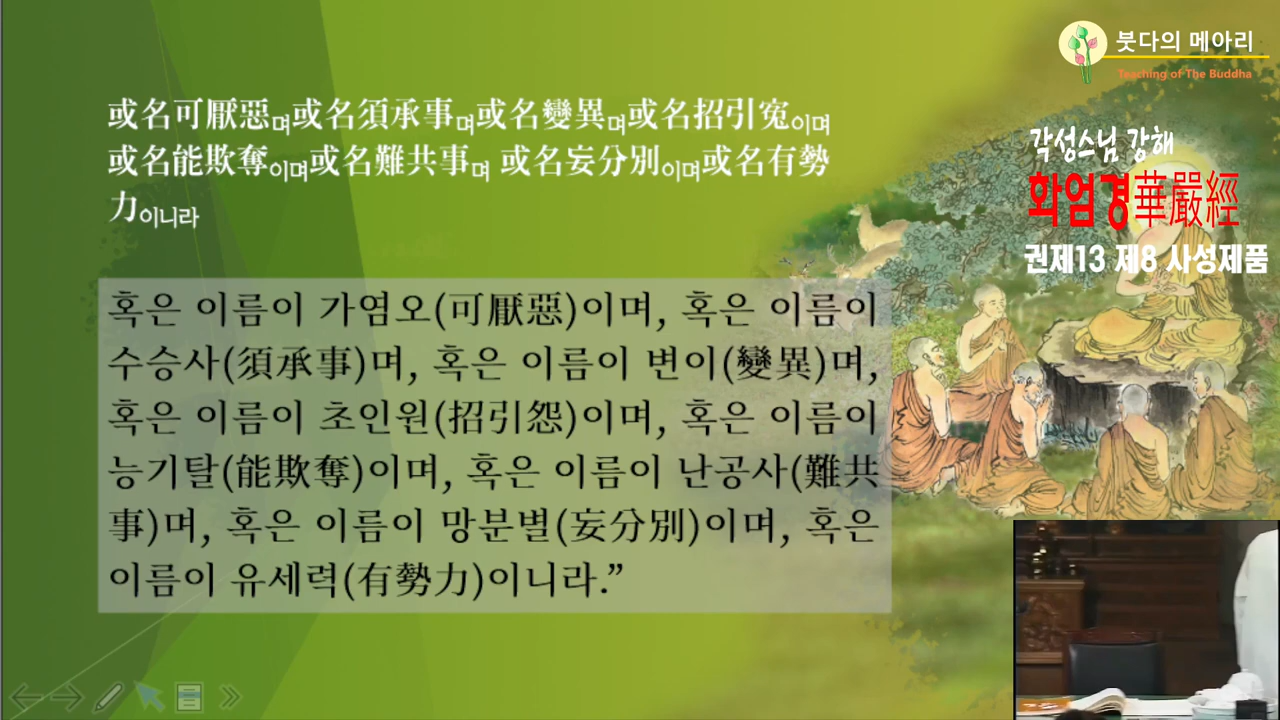 或名可厭惡며或名須承事며或名變異며或名招引寃이며
或名能欺奪이며或名難共事며 或名妄分別이며或名有勢
力이니라
혹은 이름이 가염오(可厭惡)이며, 혹은 이름이
수승사(須承事)며, 혹은 이름이 변이(變異)며,
혹은 이름이 초인원(招引怨)이며, 혹은 이름이
능기탈(能欺奪)이며, 혹은 이름이 난공사(難共
事)며, 혹은 이름이 망분별(妄分別)이며, 혹은
이름이 유세력(有勢力)이니라.”
붓다의 메아리
Teaching of The Buddha
각성스님 강해
화엄경華嚴經
권제13 제8 사성제품